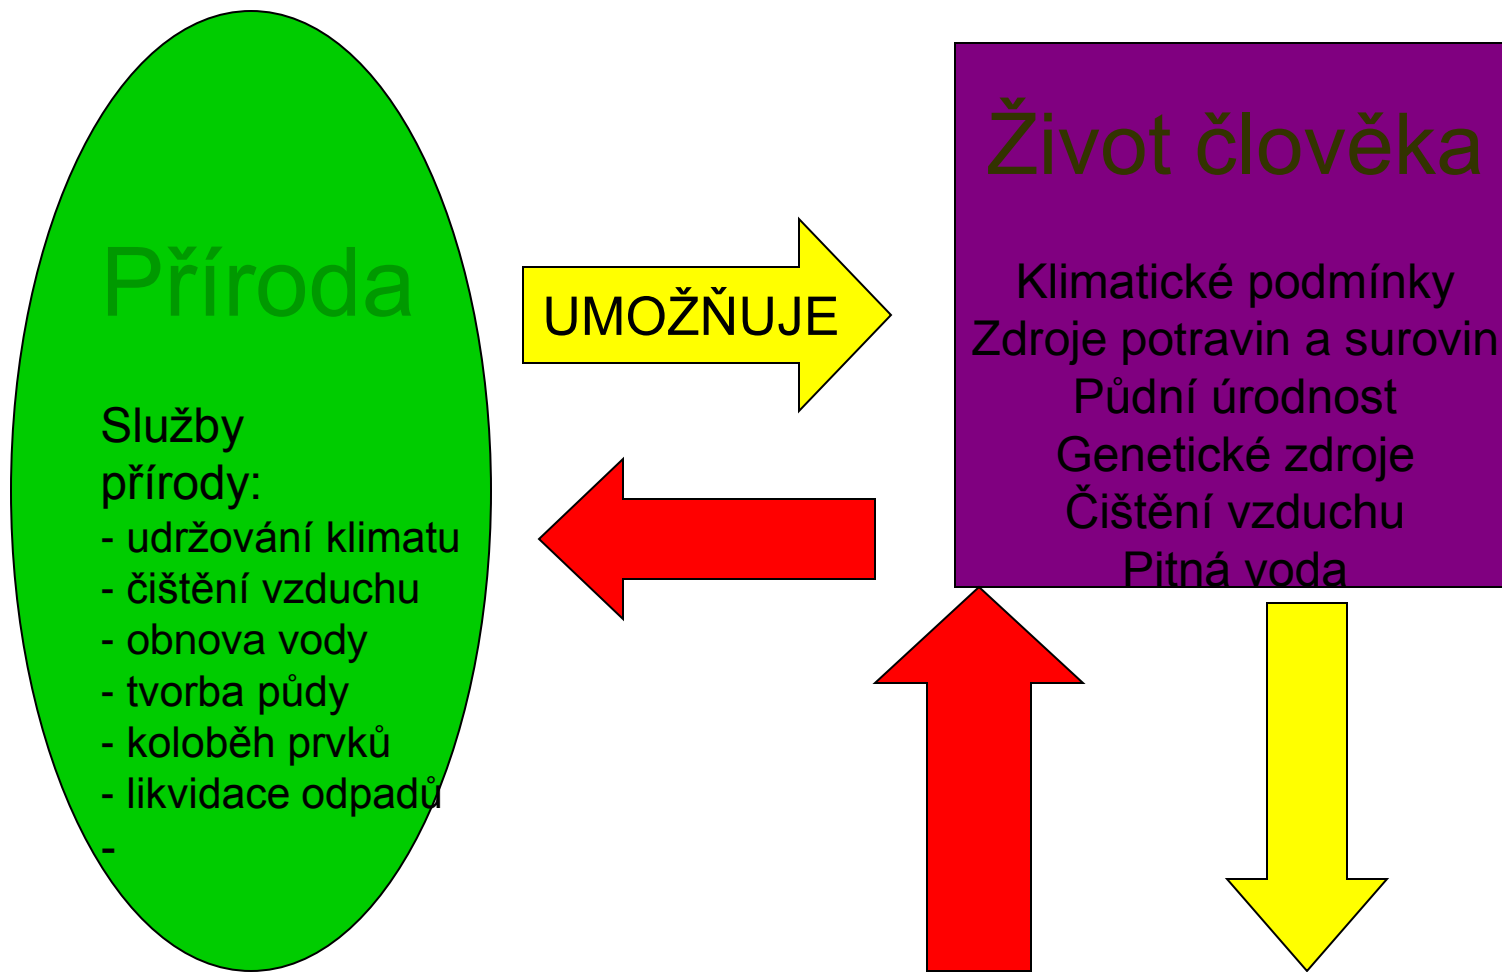 Příroda
Služby
přírody:
- udržování klimatu
- čištění vzduchu
- obnova vody
- tvorba půdy
- koloběh prvků
- likvidace odpadů
-
UMOŽŇUJE
Život člověka
Klimatické podmínky
Zdroje potravin a surovin
Půdní úrodnost
Genetické zdroje
Čištění vzduchu
Pitná voda